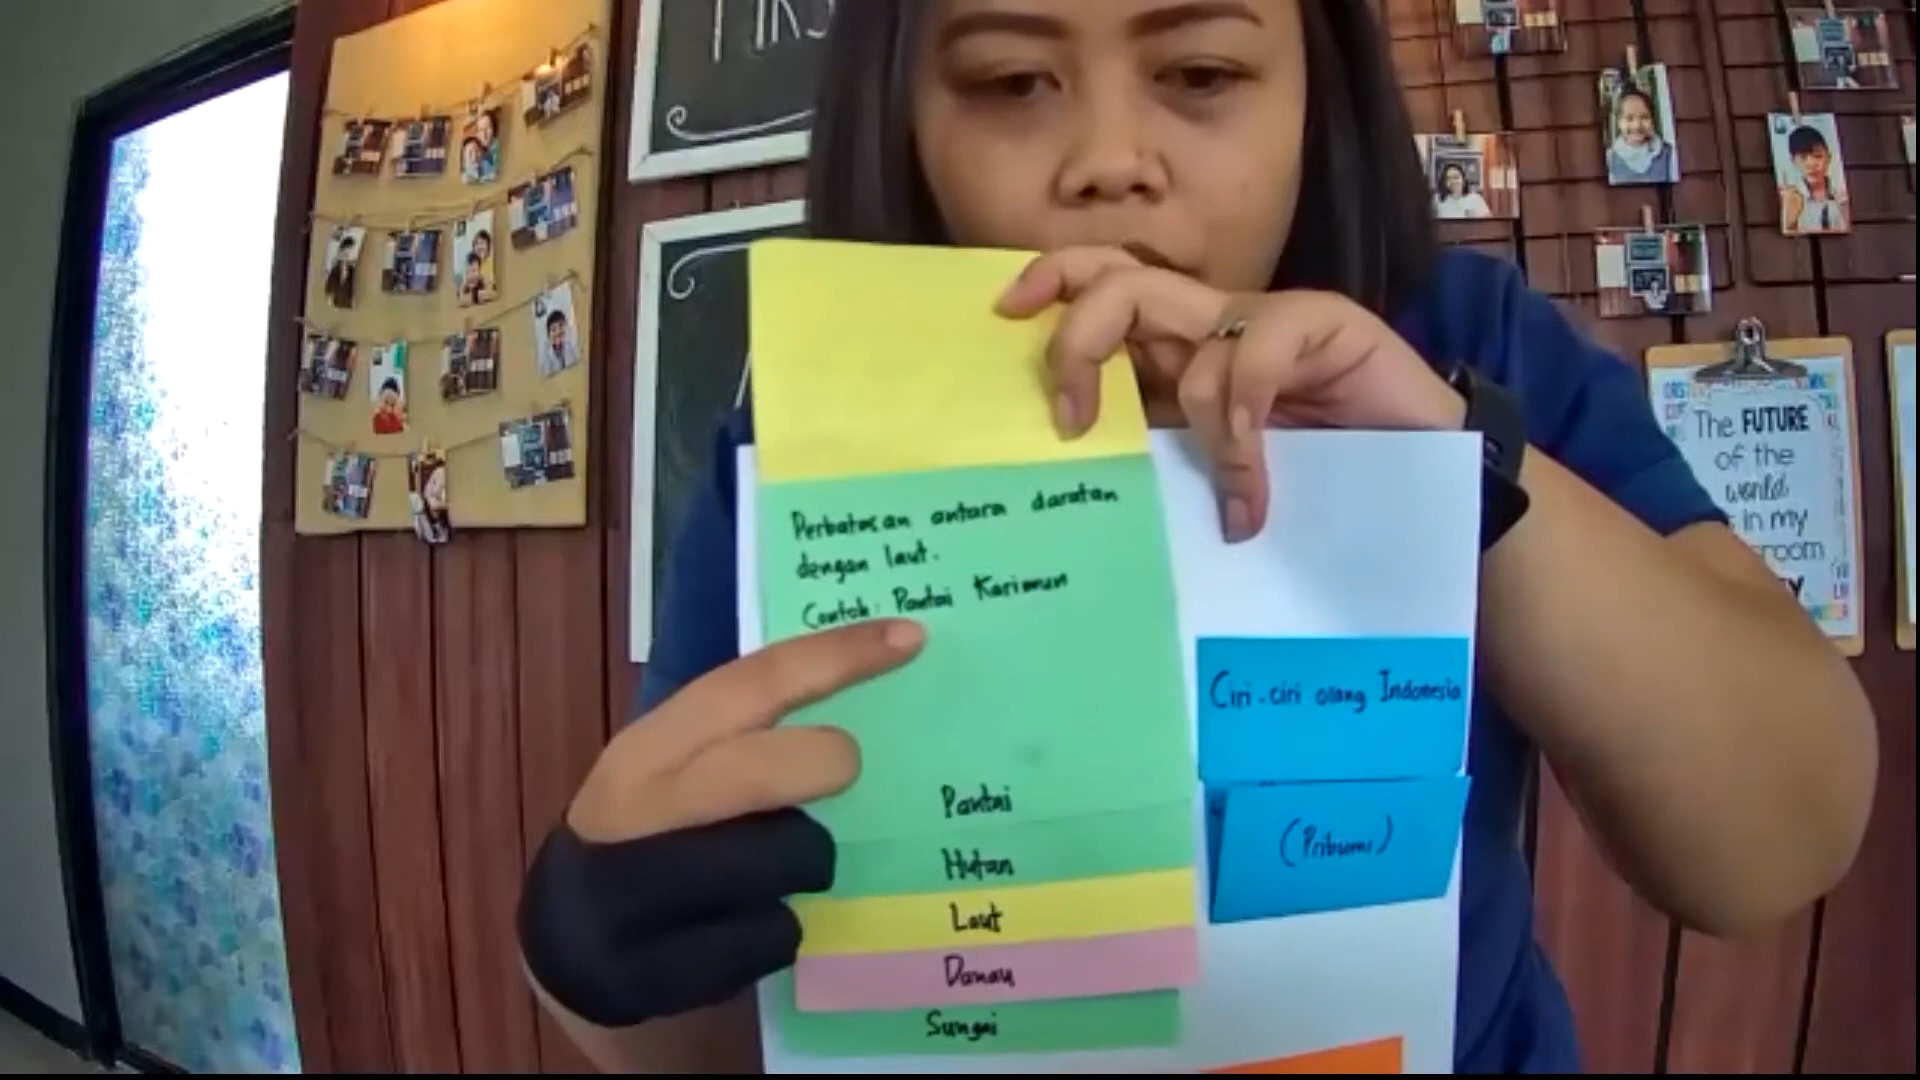 Perbatasan antara daratan
dengan laut.
Contoh: Pantai Karimun
Pantai
Hutan
Laut
Danau
Sungai
Ciri-ciri orang Indonesia
(Pribumi)
The FUTURE
of the
world
in my